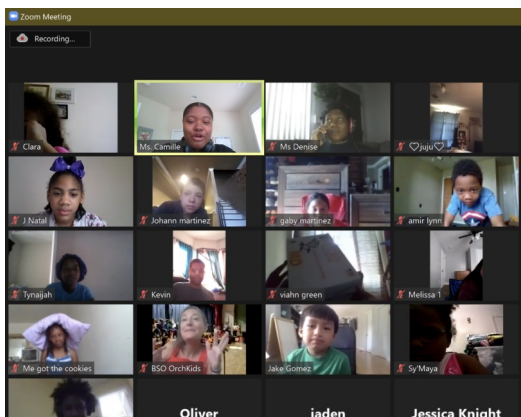 Zoom Meeting
Recording...
Clara
Ms. Camille
Ms Denise
♡juju♡
J Natal
Johann martinez
gaby martinez
amir lynn
Tynaijah
Kevin
viahn green
Melissa 1
Me got the cookies
BSO OrchKids
Jake Gomez
Sy'Maya
Oliver
jaden
Jessica Knight